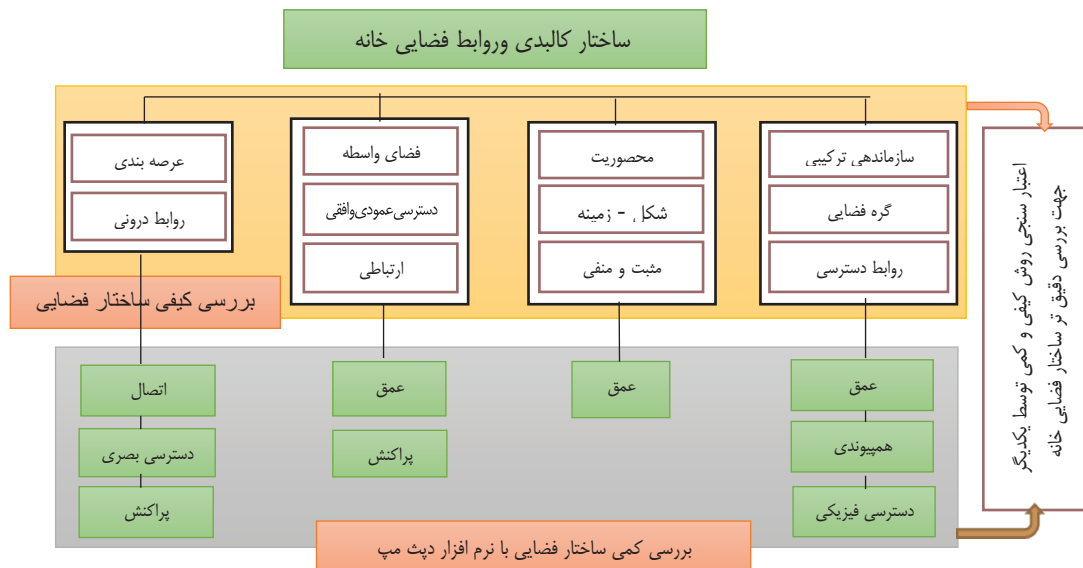 ساختار کالبدی وروابط فضایی خانه
سازماندهی ترکیبی
گره فضایی
روابط دسترسی
محصوریت
شکل - زمینه
مثبت و منفی
فضای واسطه
دسترسی عمودی‌وافقی
ارتباطی
عرصه بندی
روابط درونی
بررسی کیفی ساختار فضایی
عمق
همپیوندی
دسترسی فیزیکی
عمق
عمق
پراکنش
اتصال
دسترسی بصری
پراکنش
بررسی کمی ساختار فضایی با نرم افزار دپث مپ
اعتبار سنجی روش کیفی و کمی توسط یکدیگر
جهت بررسی دقیق تر ساختار فضایی خانه